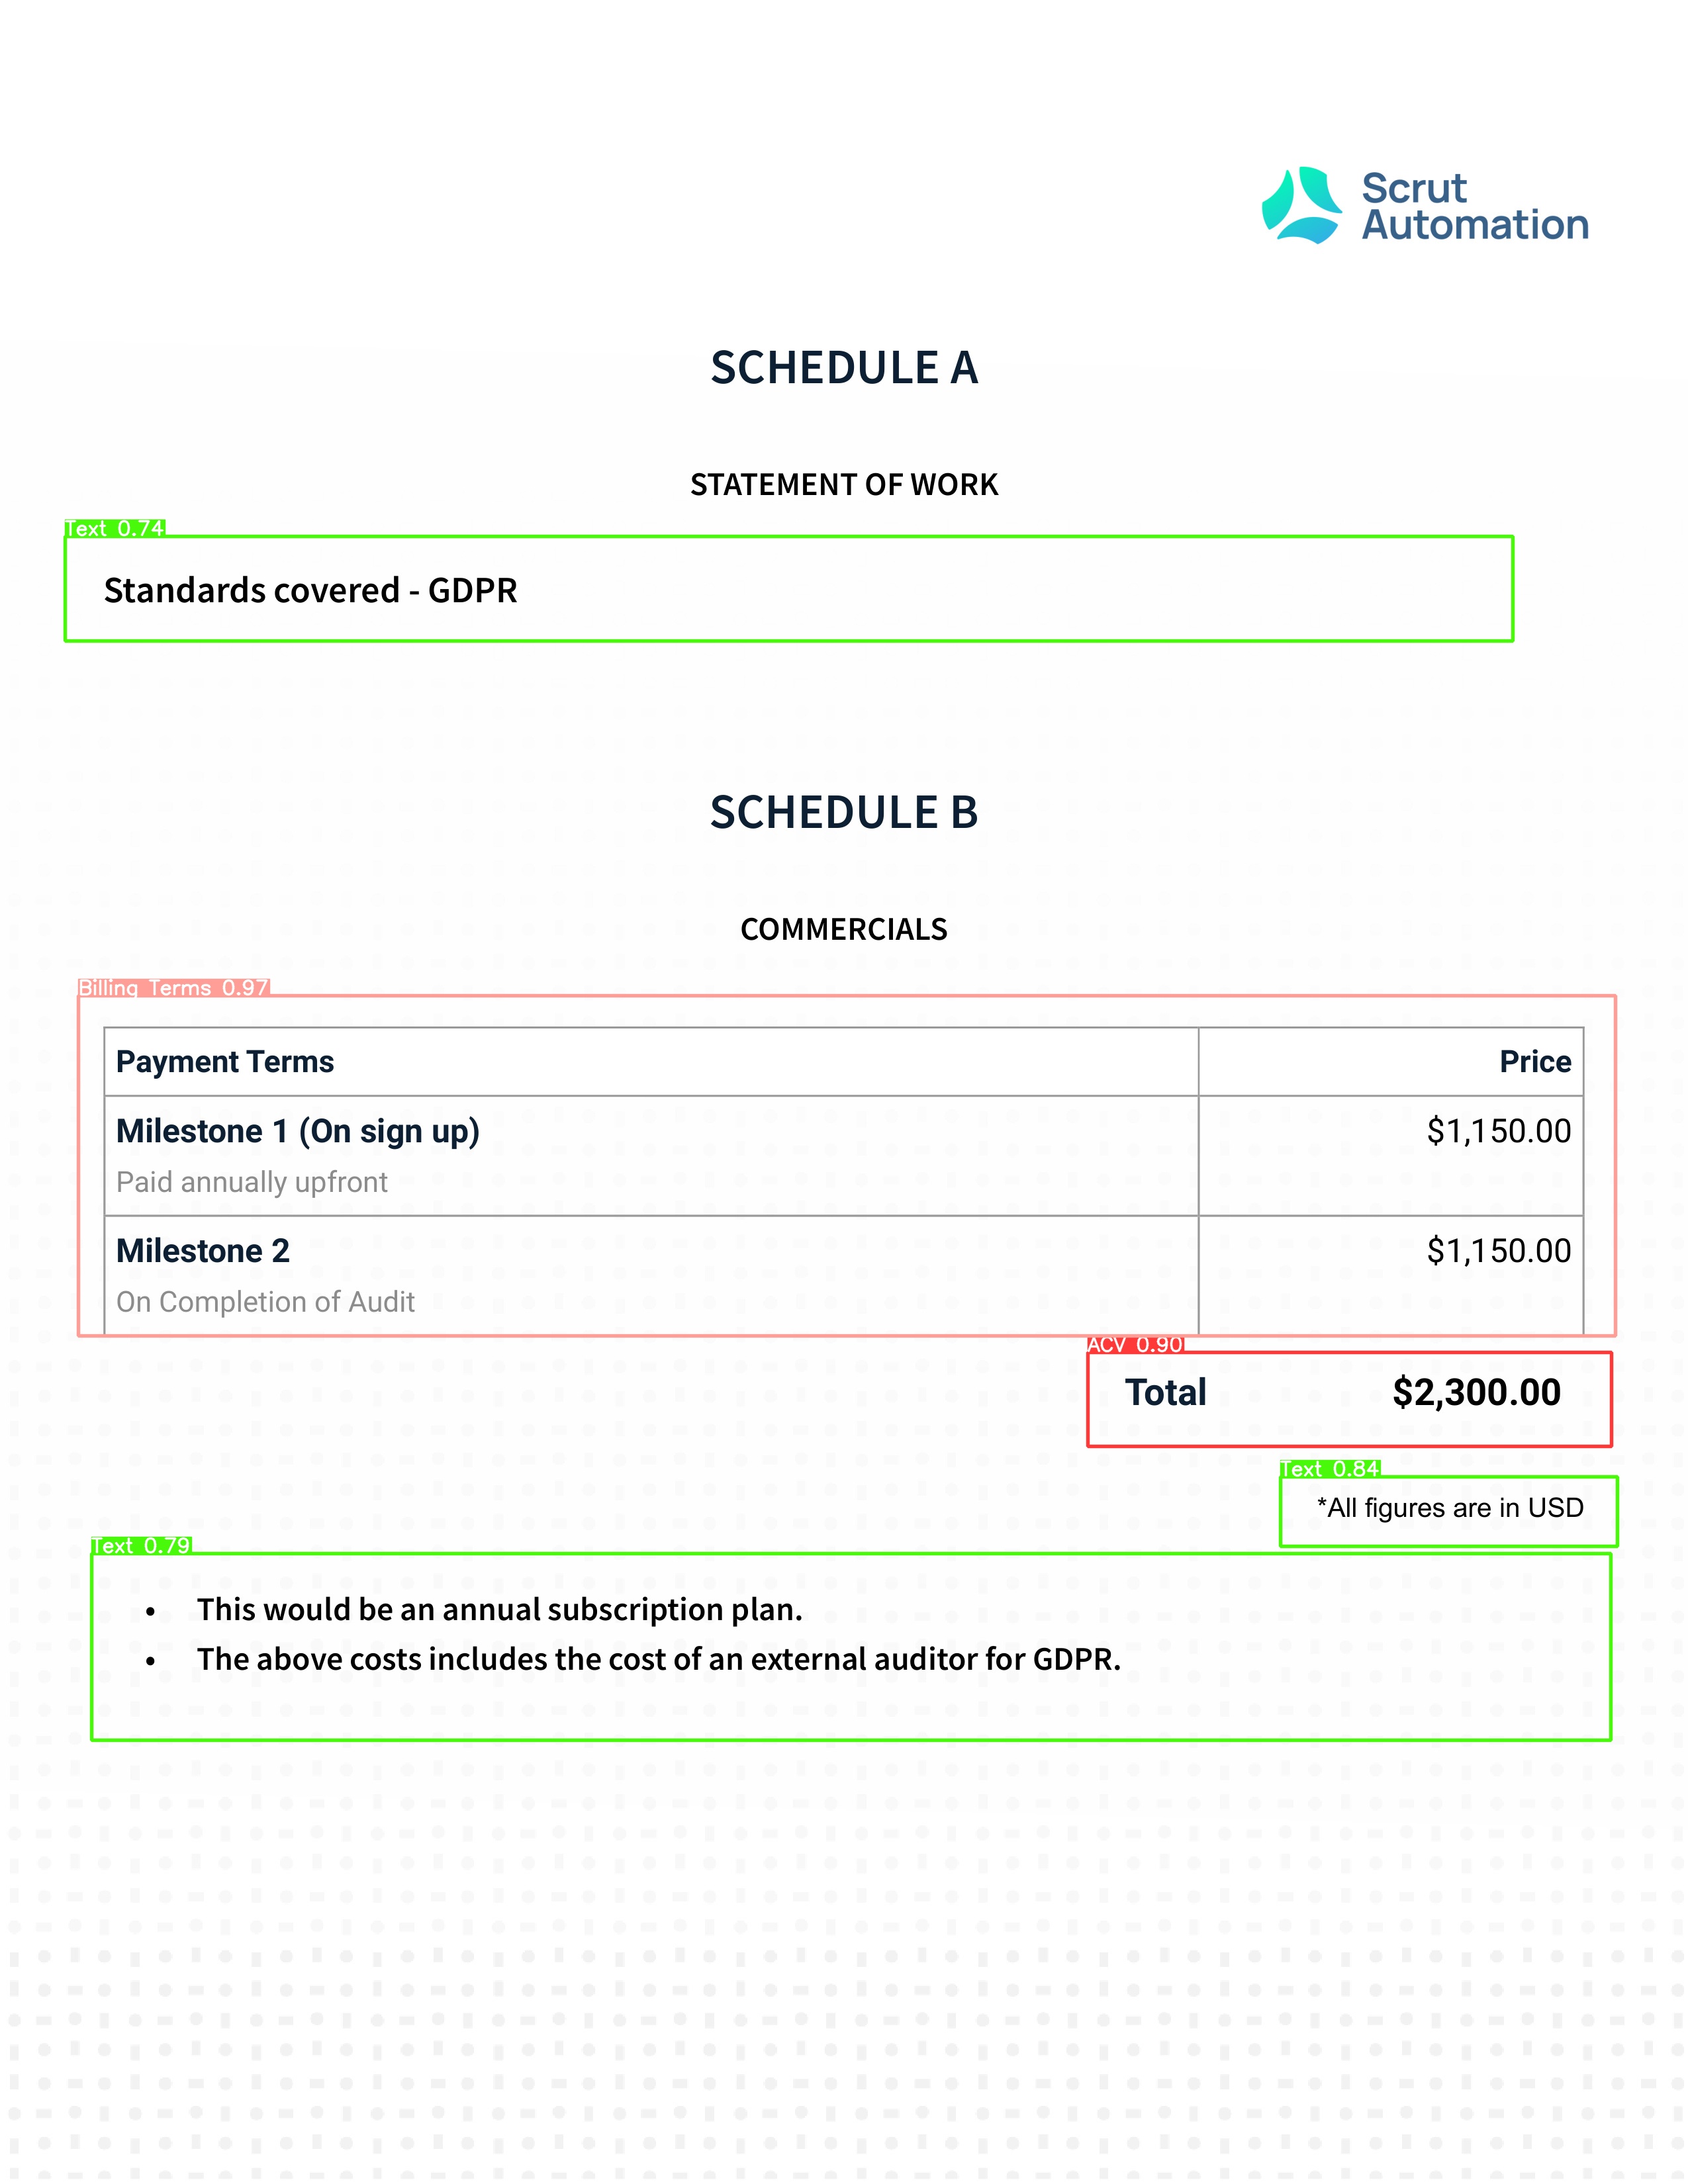 Scrut
Automation
SCHEDULE A
STATEMENT OF WORK
Text 0.74
Standards covered - GDPR
SCHEDULE B
COMMERCIALS
Billing Terms 0.97
Payment Terms Price
Milestone 1 (On sign up) $1,150.00
Paid annually upfront
Milestone 2 $1,150.00
On Completion of Audit
ACV 0.90
Total $2,300.00
Text 0.84
*All figures are in USD
Text 0.79
• This would be an annual subscription plan.
• The above costs includes the cost of an external auditor for GDPR.